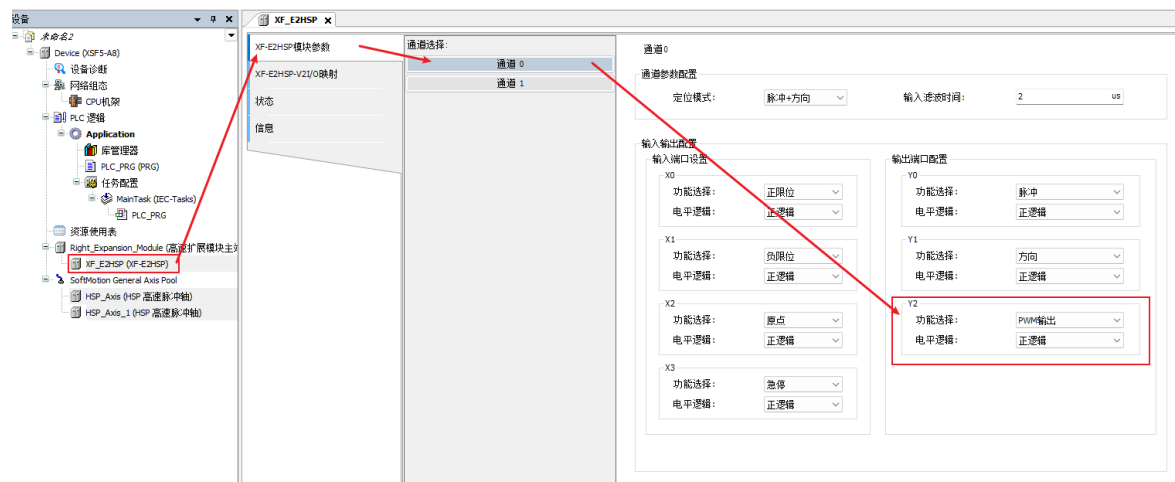 设备
未命名2
Device (XSF5-A8)
设备诊断
网络组态
CPU机架
PLC 逻辑
Application
库管理器
PLC_PRG (PRG)
任务配置
MainTask (IEC-Tasks)
PLC_PRG
资源使用表
Right_Expansion_Module (高速扩展模块主
XF_E2HSP (XF-E2HSP)
SoftMotion General Axis Pool
HSP_Axis (HSP 高速脉冲轴)
HSP_Axis_1 (HSP 高速脉冲轴)
XF_E2HSP
XF-E2HSP模块参数
XF-E2HSP-V2I/O映射
状态
信息
通道选择:
通道 0
通道 1
通道0
通道参数配置
定位模式: 脉冲+方向 输入滤波时间: 2 us
输入输出配置
输入端口设置
X0
功能选择: 正限位
电平逻辑: 正逻辑
X1
功能选择: 负限位
电平逻辑: 正逻辑
X2
功能选择: 原点
电平逻辑: 正逻辑
X3
功能选择: 急停
电平逻辑: 正逻辑
输出端口配置
Y0
功能选择: 脉冲
电平逻辑: 正逻辑
Y1
功能选择: 方向
电平逻辑: 正逻辑
Y2
功能选择: PWM输出
电平逻辑: 正逻辑